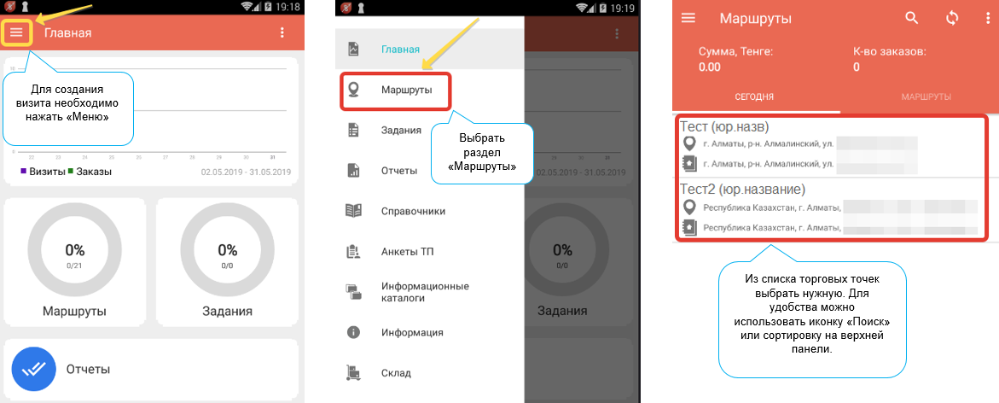 19:18
Главная
Для создания
визита необходимо
нажать «Меню»
22 23 24 25 26 27 28 29 30 31
Визиты Заказы 02.05.2019 - 31.05.2019
0%
0/21
Маршруты
0%
0/0
Задания
Отчеты
19:19
Главная
Маршруты
Задания
Отчеты
Справочники
Анкеты ТП
Информационные
каталоги
Информация
Склад
Выбрать
раздел
«Маршруты»
29 30 31
02.05.2019 - 31.05.2019
0%
0/0
Задания
Маршруты
Сумма, Тенге: К-во заказов:
0.00 0
СЕГОДНЯ МАРШРУТЫ
Тест (юр.назв)
г. Алматы, р-н. Алмалинский, ул.
г. Алматы, р-н. Алмалинский, ул.
Тест2 (юр.название)
Республика Казахстан, г. Алматы,
Республика Казахстан, г. Алматы,
Из списка торговых точек
выбрать нужную. Для
удобства можно
использовать иконку «Поиск»
или сортировку на верхней
панели.